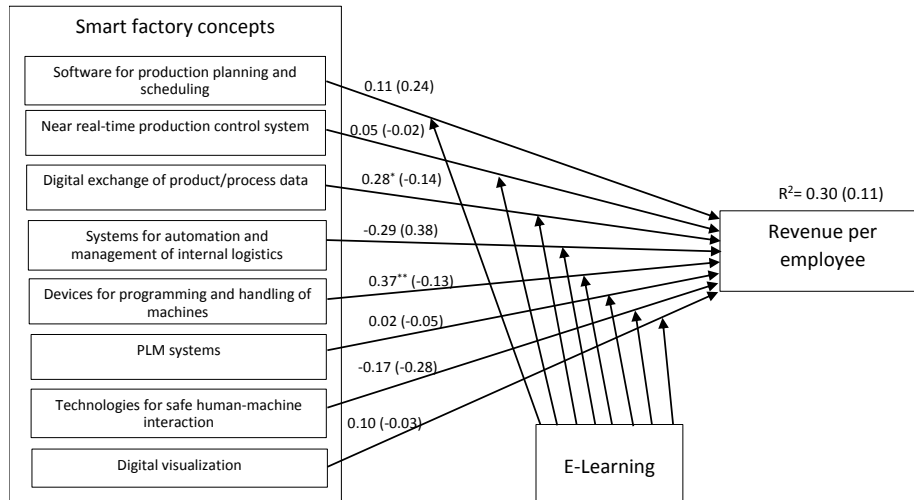 Smart factory concepts
Software for production planning and
scheduling
0.11 (0.24)
Near real-time production control system
0.05 (-0.02)
Digital exchange of product/process data
0.28* (-0.14)
Systems for automation and
management of internal logistics
-0.29 (0.38)
Devices for programming and handling of
machines
0.37** (-0.13)
PLM systems
0.02 (-0.05)
Technologies for safe human-machine
interaction
-0.17 (-0.28)
Digital visualization
0.10 (-0.03)
R²= 0.30 (0.11)
Revenue per
employee
E-Learning